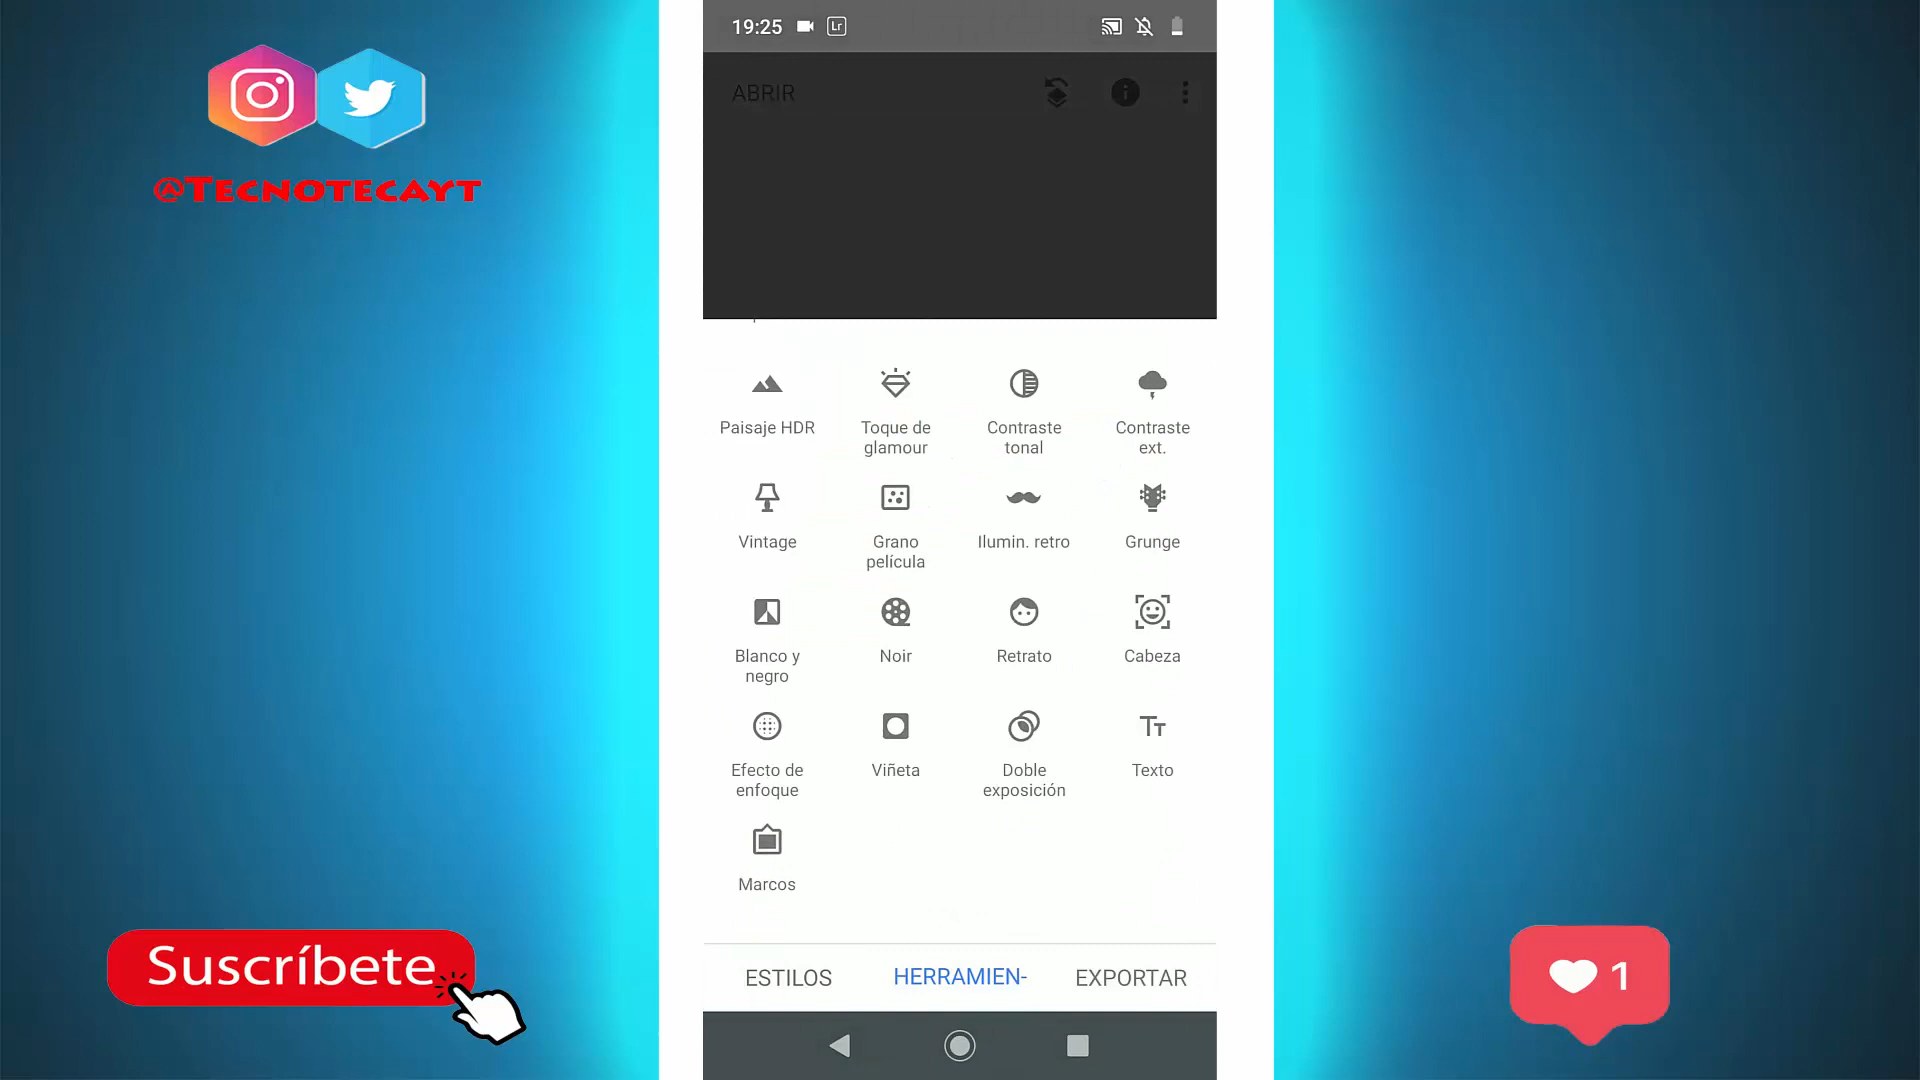 19:25
Lr
ABRIR
@Tecnotecayt
Paisaje HDR
Toque de
glamour
Contraste
tonal
Contraste
ext.
Vintage
Grano
película
Ilumin. retro
Grunge
Blanco y
negro
Noir
Retrato
Cabeza
Efecto de
enfoque
Viñeta
Doble
exposición
Texto
Marcos
ESTILOS
HERRAMIEN-
EXPORTAR
Suscríbete
1